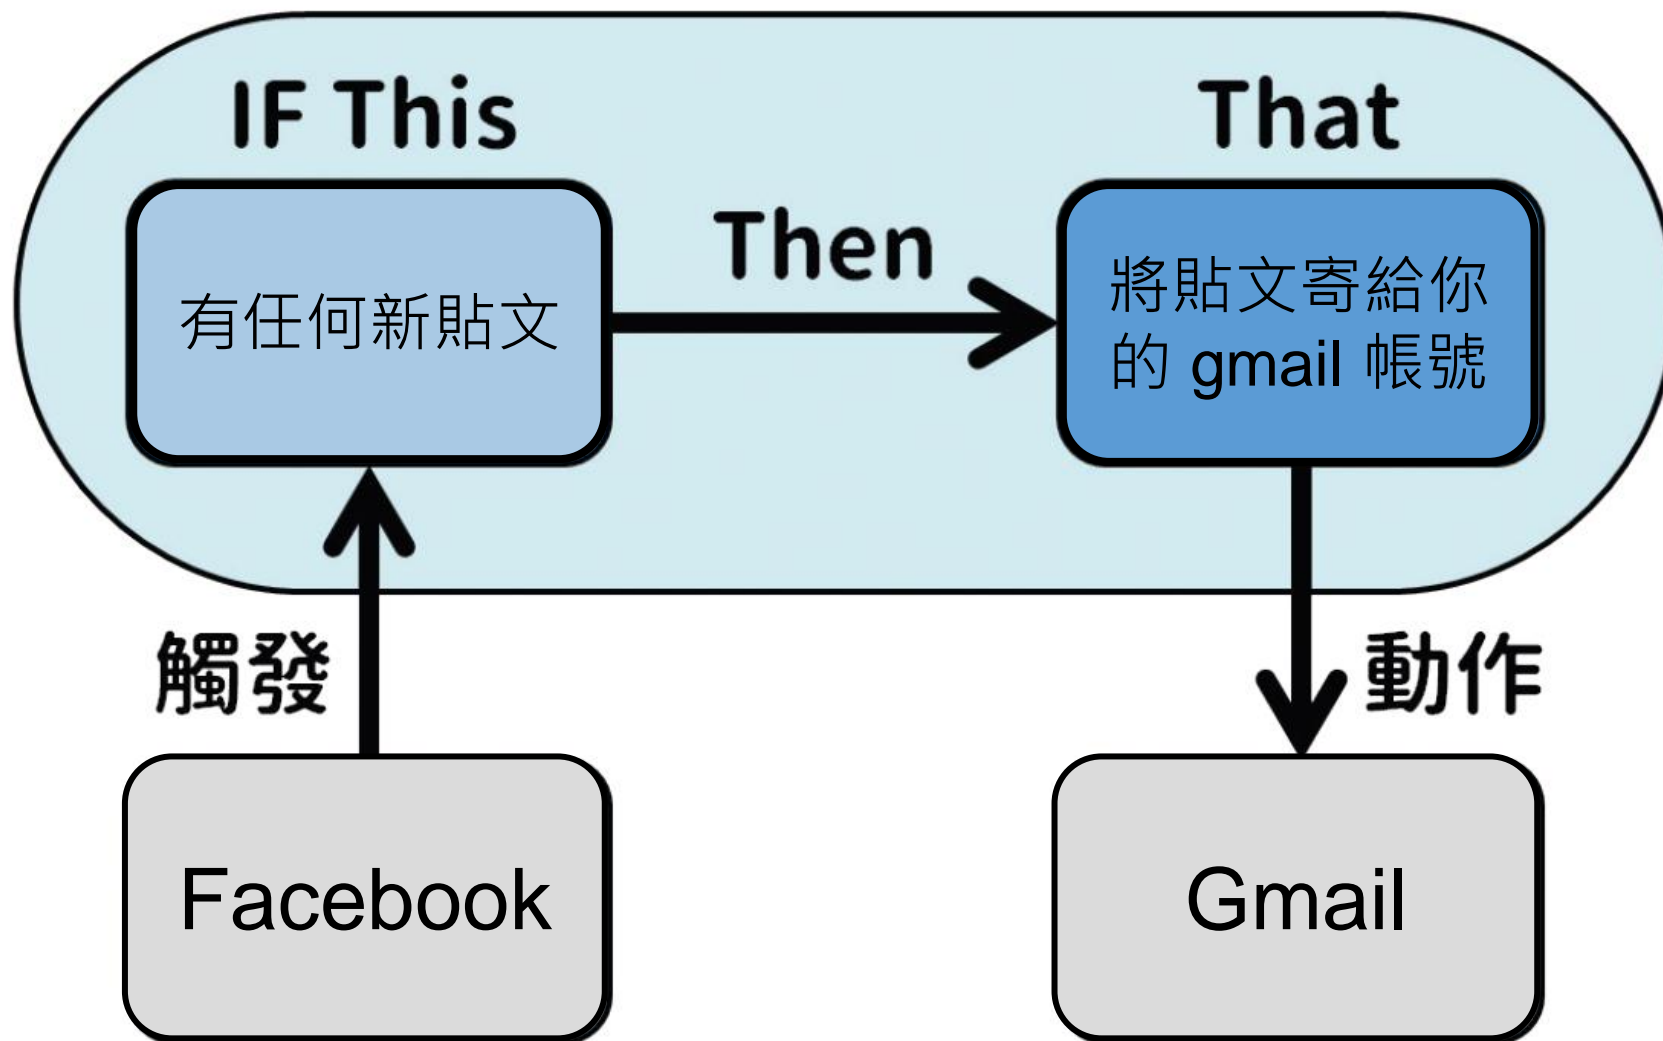 IF This
That
Then
有任何新貼文
將貼文寄給你
的 gmail 帳號
觸發
動作
Facebook
Gmail